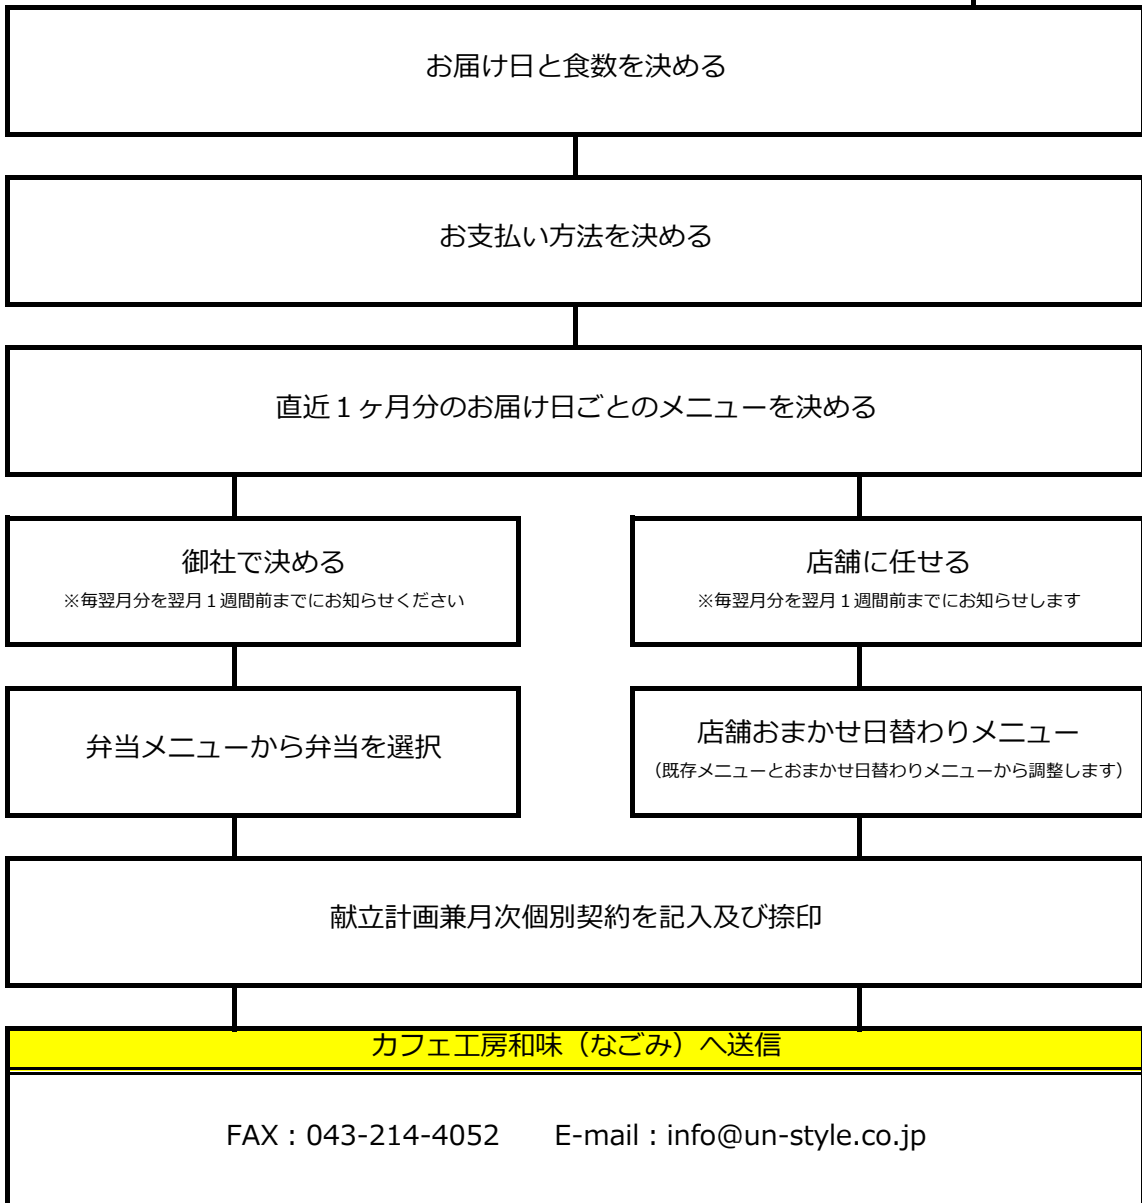 お届け日と食数を決める
お支払い方法を決める
直近１ヶ月分のお届け日ごとのメニューを決める
御社で決める
※毎翌月分を翌月１週間前までにお知らせください
店舗に任せる
※毎翌月分を翌月１週間前までにお知らせします
弁当メニューから弁当を選択
店舗おまかせ日替わりメニュー
（既存メニューとおまかせ日替わりメニューから調整します）
献立計画兼月次個別契約を記入及び捺印
カフェ工房和味（なごみ）へ送信
FAX：043-214-4052　　E-mail：info@un-style.co.jp